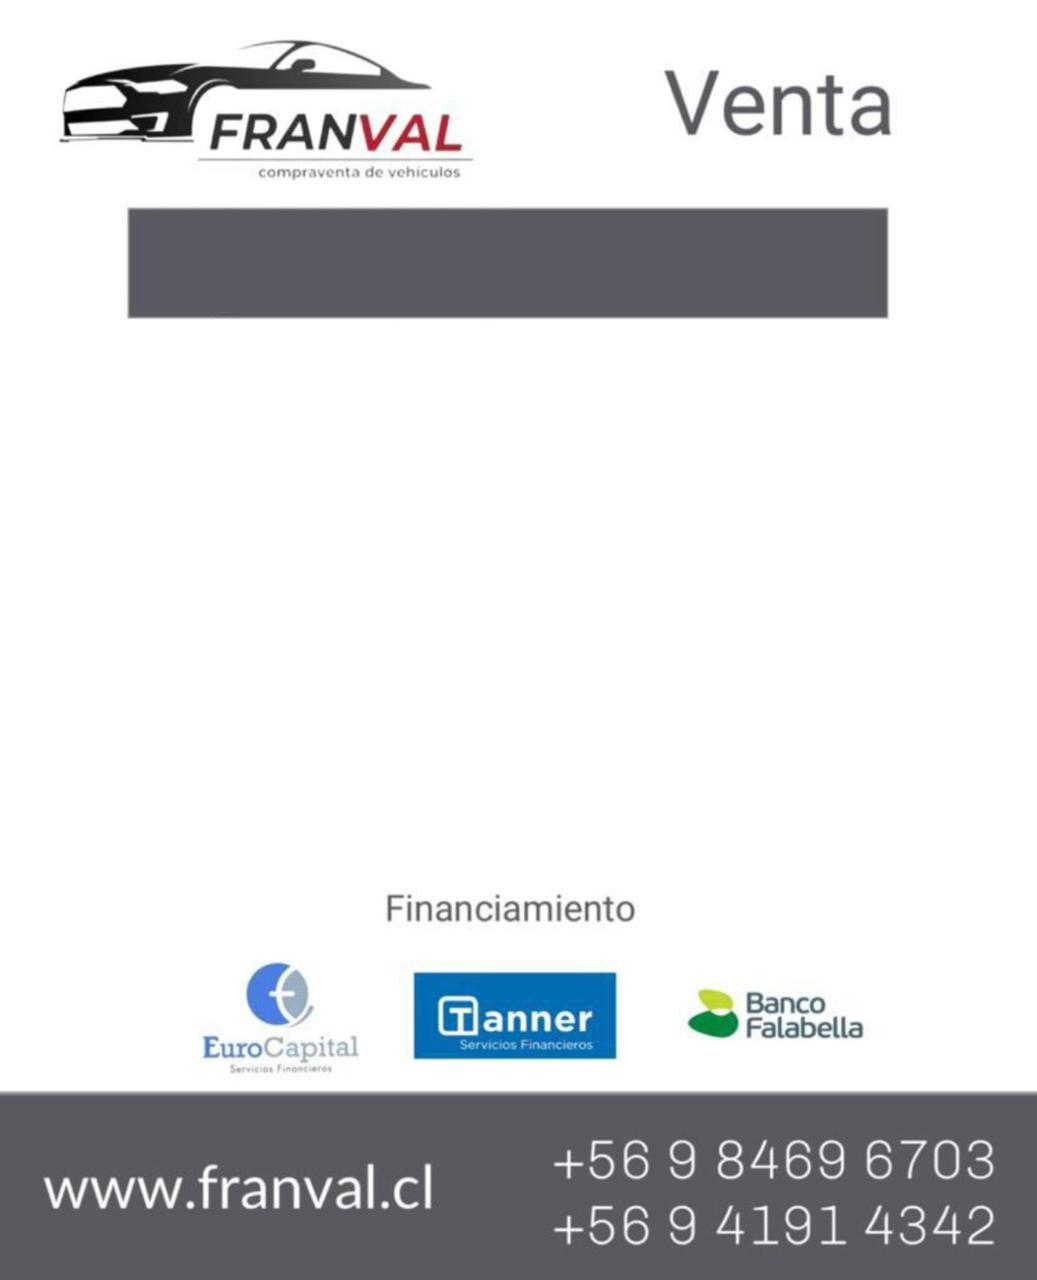 FRANVAL
compraventa de vehículos
Venta
Financiamiento
EuroCapital
Servicios Financieros
Tanner
Servicios Financieros
Banco
Falabella
www.franval.cl
+56 9 8469 6703
+56 9 4191 4342